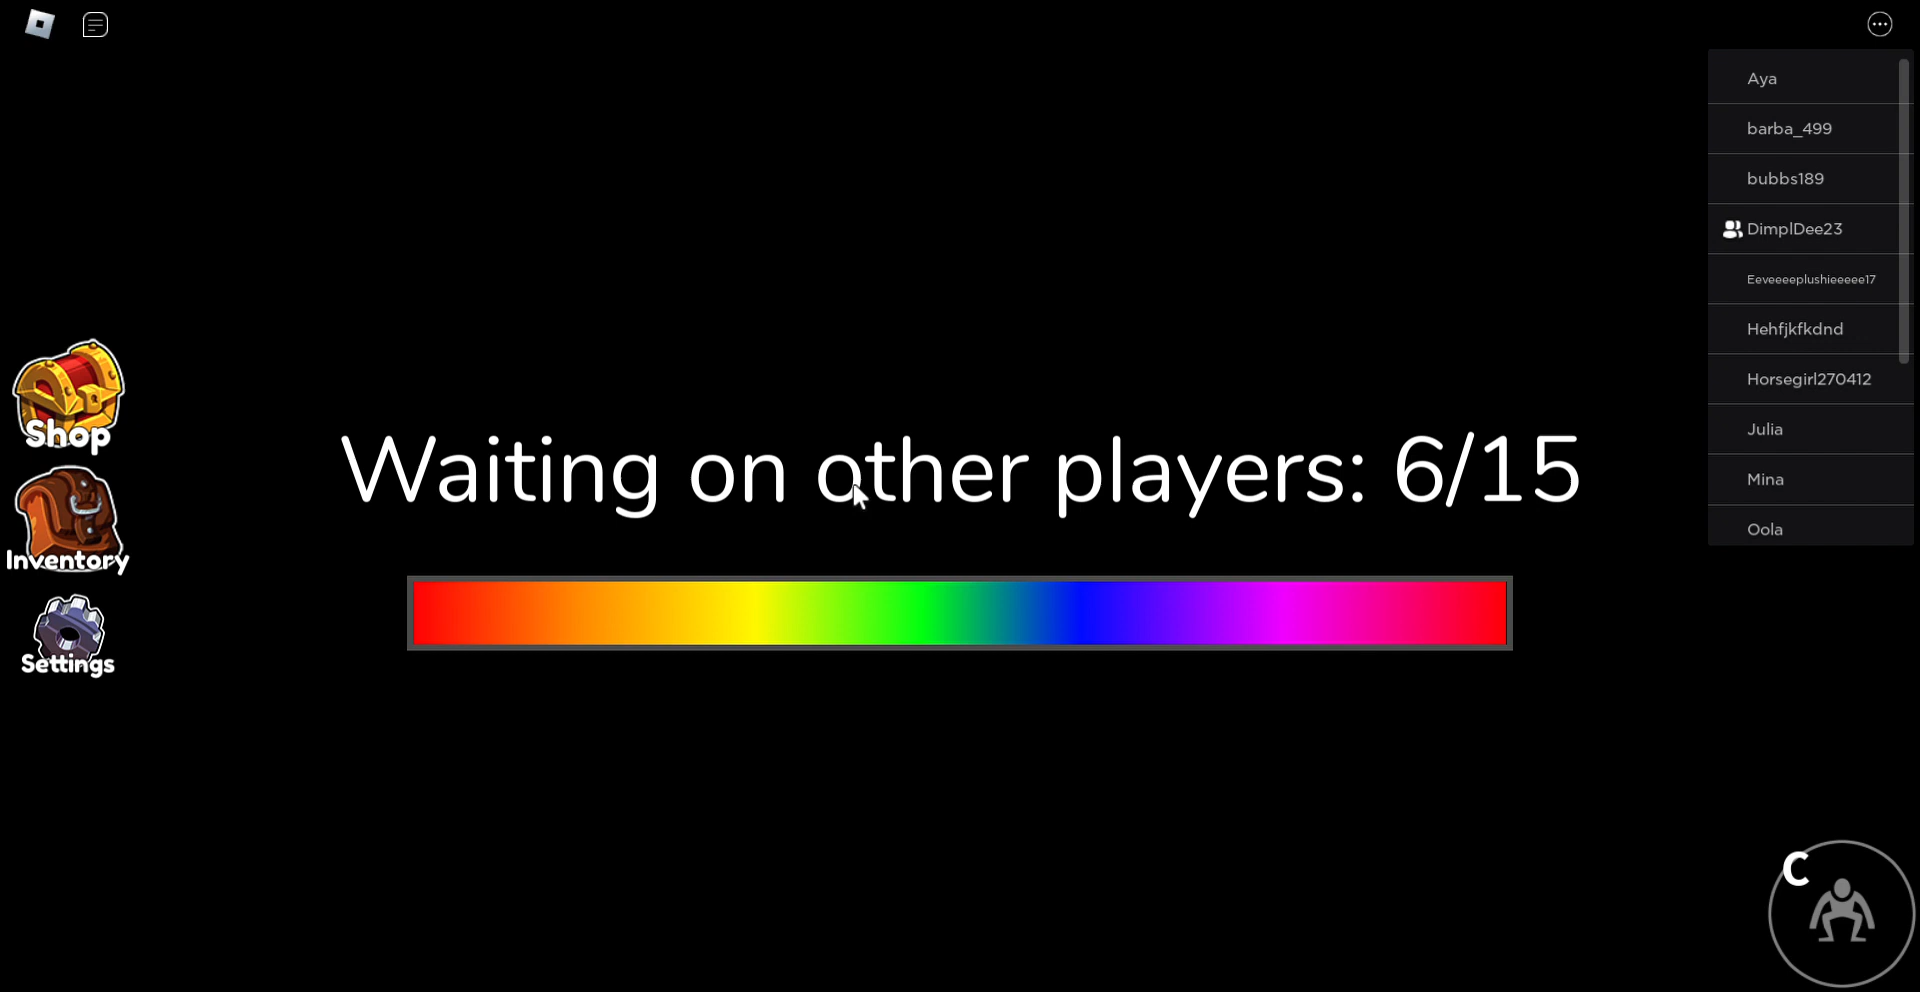 Aya
barba_499
bubbs189
DimplDee23
Eeveeeeplushieeeee17
Hehfjkfkdnd
Horsegirl270412
Julia
Mina
Oola
Shop
Inventory
Settings
Waiting on other players: 6/15
C